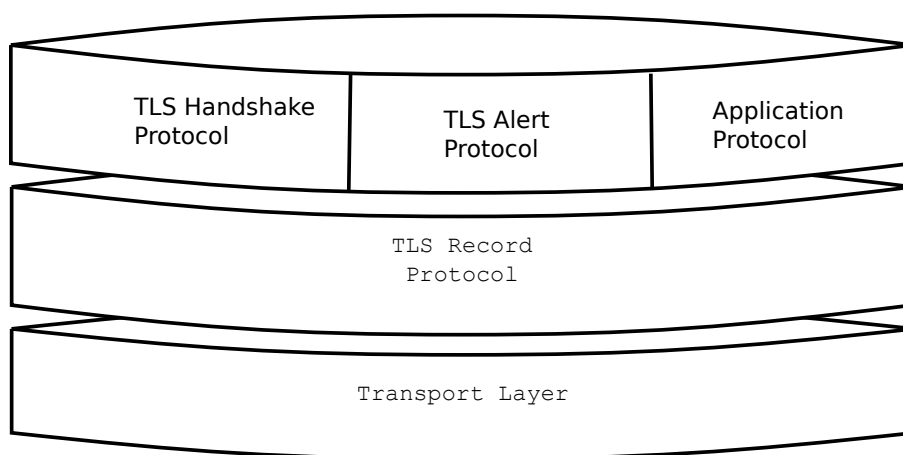 TLS Handshake
Protocol
TLS Alert
Protocol
Application
Protocol
TLS Record
Protocol
Transport Layer